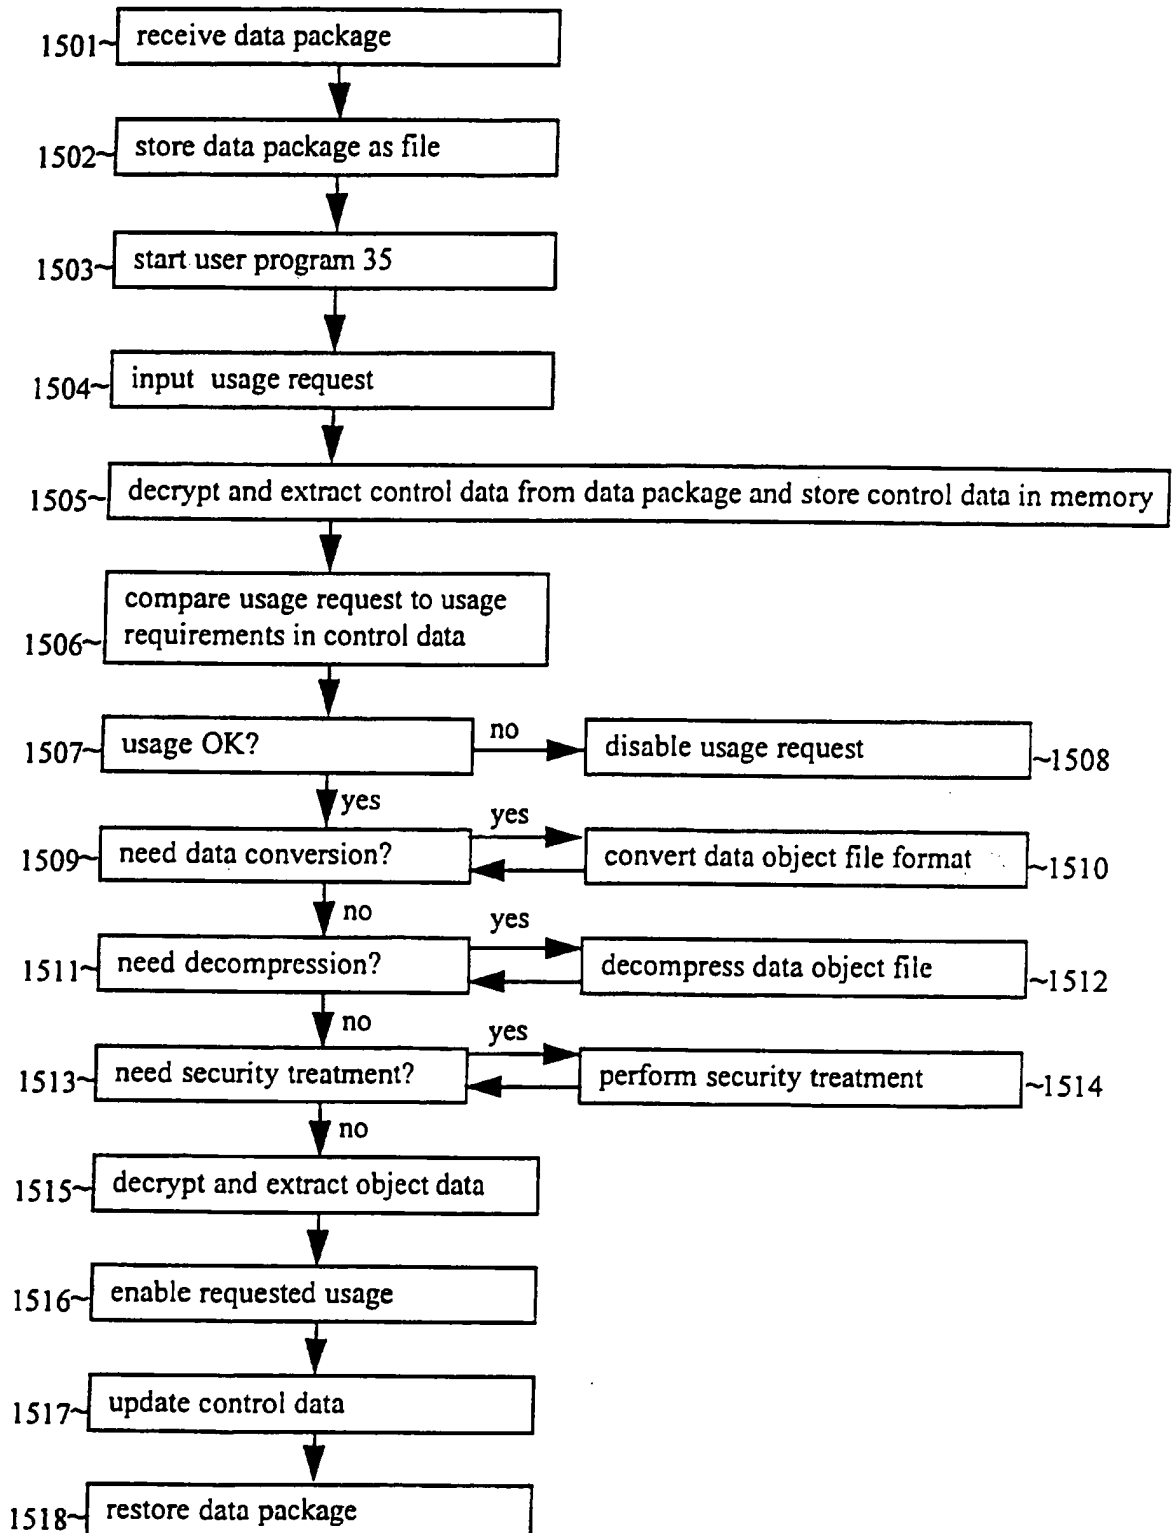 1501~ receive data package
1502~ store data package as file
1503~ start user program 35
1504~ input usage request
1505~ decrypt and extract control data from data package and store control data in memory
compare usage request to usage
1506~ requirements in control data
1507~ usage OK? no disable usage request ~1508
yes
yes
1509~ need data conversion? convert data object file format ~1510
no
yes
1511~ need decompression? decompress data object file ~1512
no
yes
1513~ need security treatment? perform security treatment ~1514
no
1515~ decrypt and extract object data
1516~ enable requested usage
1517~ update control data
1518~ restore data package